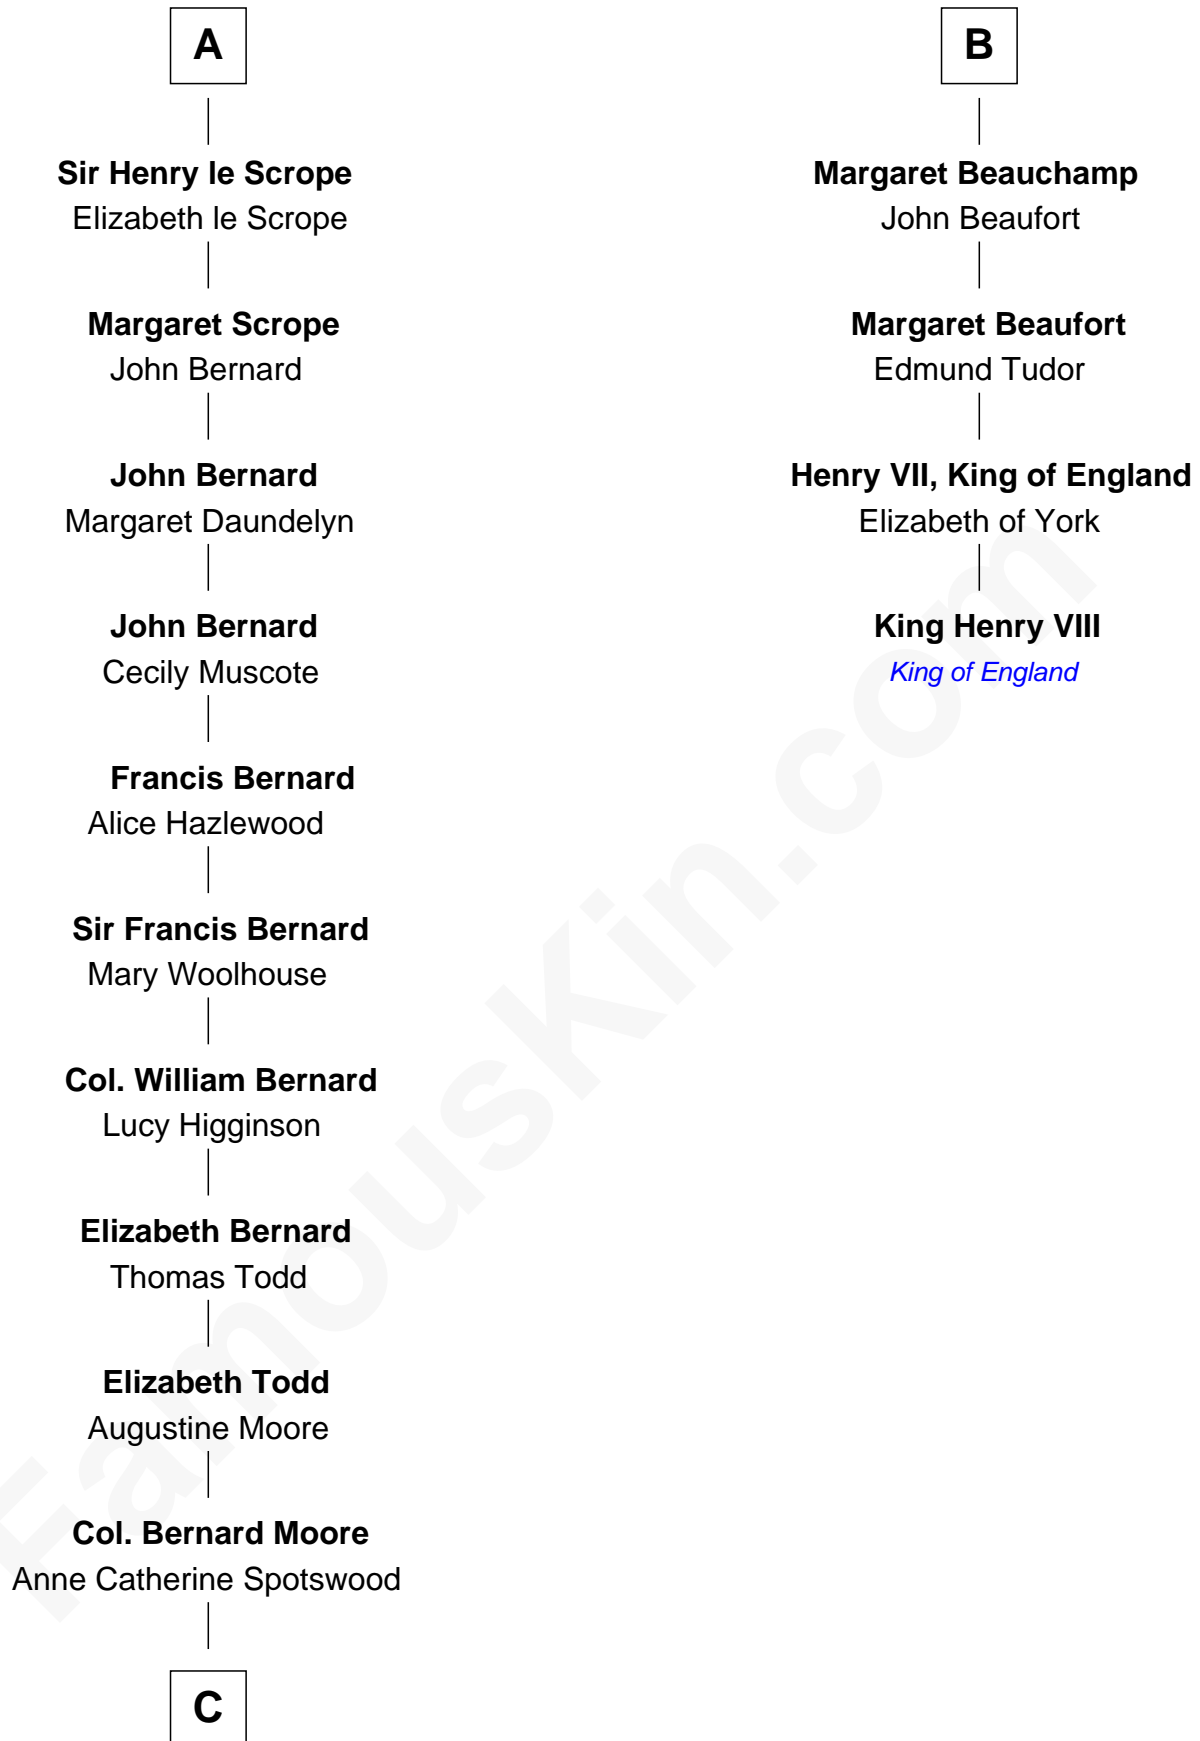 A
Sir Henry le Scrope
Elizabeth le Scrope
Margaret Scrope
John Bernard
John Bernard
Margaret Daundelyn
John Bernard
Cecily Muscote
Francis Bernard
Alice Hazlewood
Sir Francis Bernard
Mary Woolhouse
Col. William Bernard
Lucy Higginson
Elizabeth Bernard
Thomas Todd
Elizabeth Todd
Augustine Moore
Col. Bernard Moore
Anne Catherine Spotswood
C
B
Margaret Beauchamp
John Beaufort
Margaret Beaufort
Edmund Tudor
Henry VII, King of England
Elizabeth of York
King Henry VIII
King of England
FamousKin.com